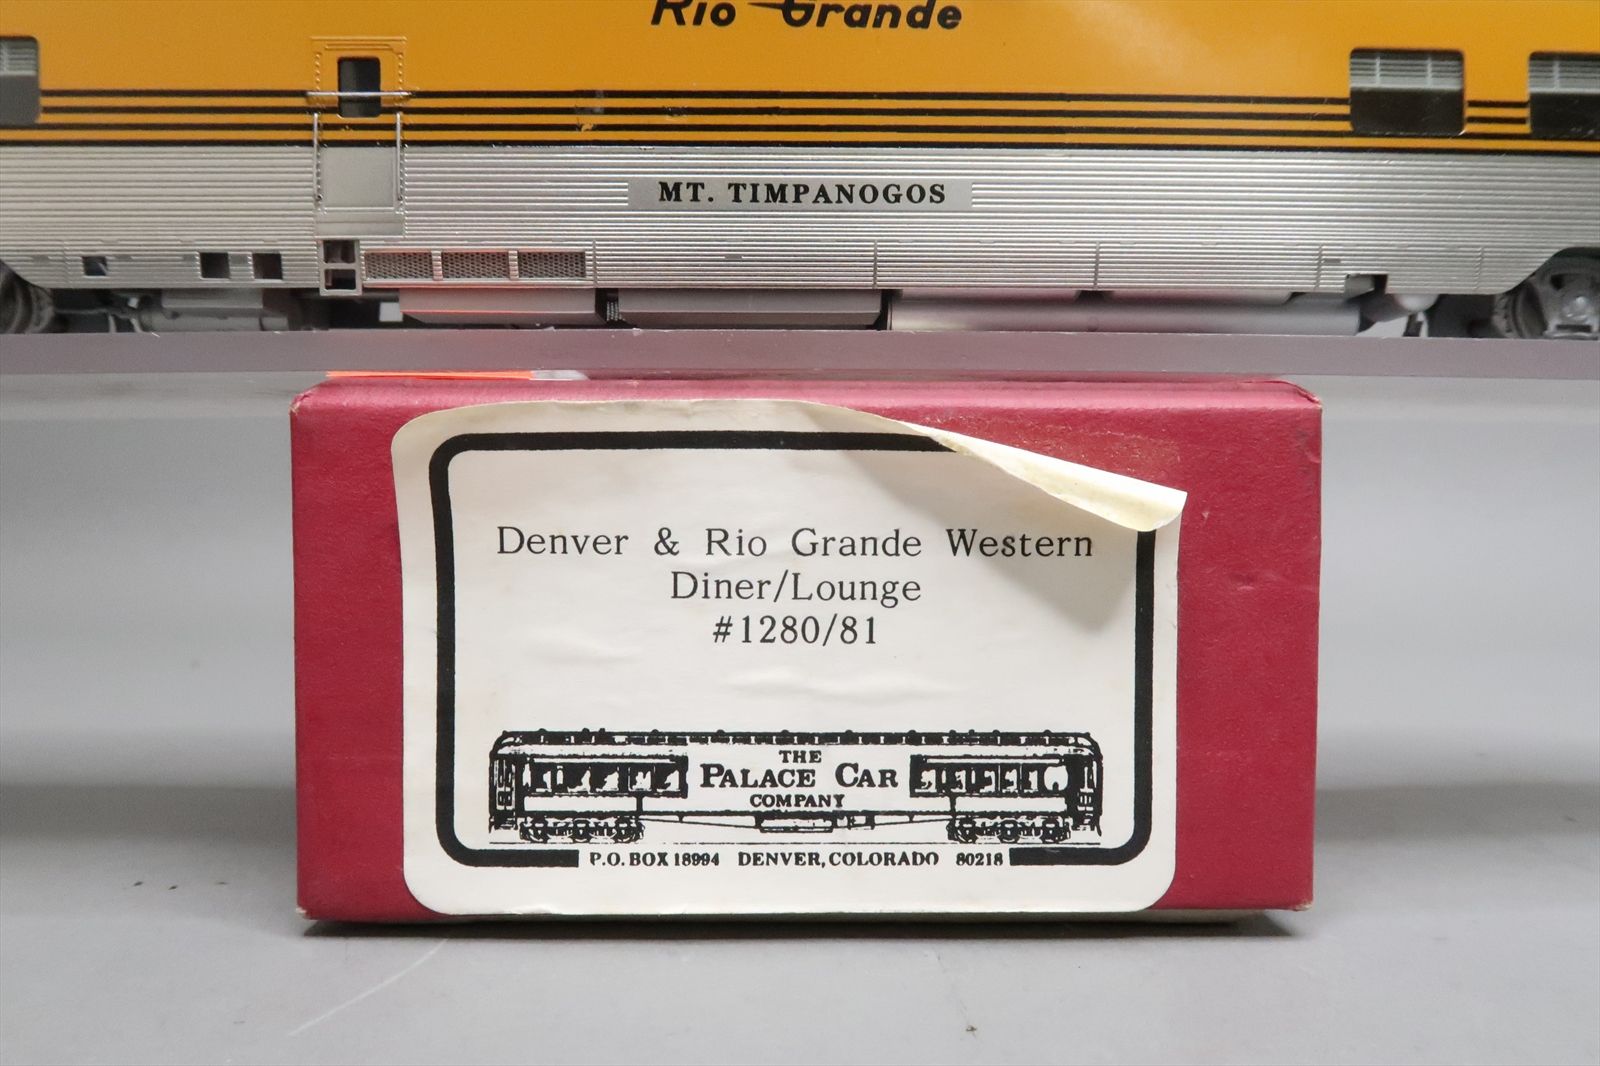 Rio Grande
MT. TIMPANOGOS
Denver & Rio Grande Western
Diner/Lounge
#1280/81
THE
PALACE CAR
COMPANY
P.O. BOX 18994 DENVER, COLORADO 80218